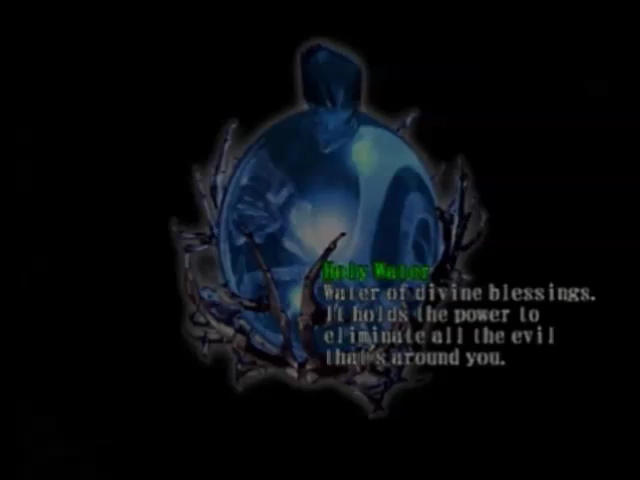 Holy Water
Water of divine blessings.
It holds the power to
eliminate all the evil
that's around you.